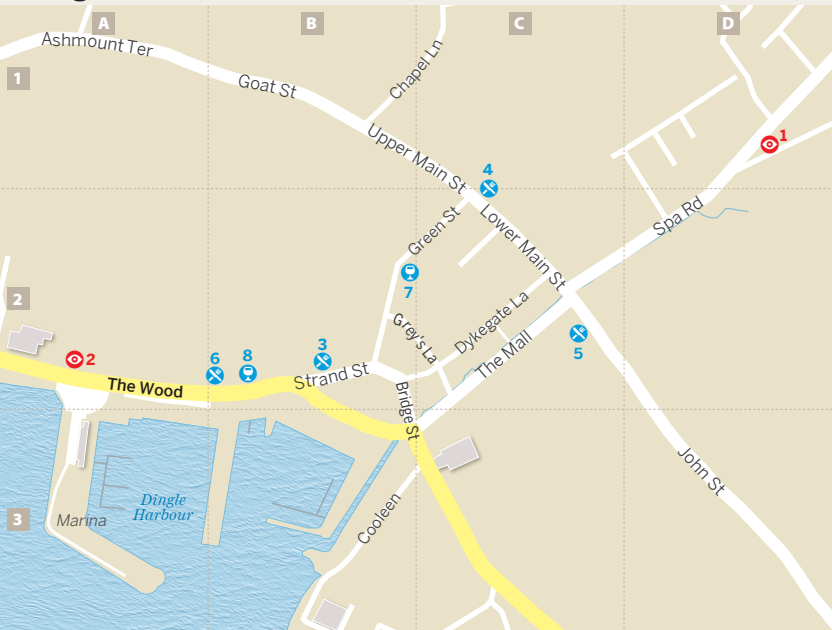 A
B
C
D
1
Ashmount Ter
Goat St
Chapel Ln
Upper Main St
4
1
Green St
Lower Main St
Spa Rd
2
7
Grey's La
Dykegate La
The Mall
5
2
6
8
3
The Wood
Strand St
Bridge St
John St
3
Marina
Dingle
Harbour
Cooleen